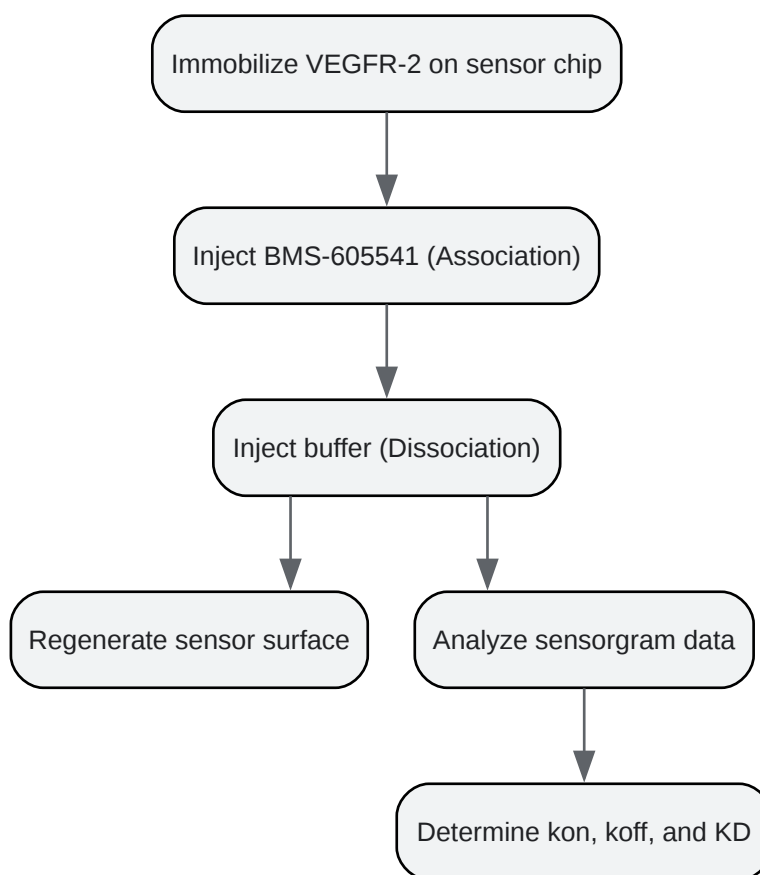 Immobilize VEGFR-2 on sensor chip
Inject BMS-605541 (Association)
Inject buffer (Dissociation)
Regenerate sensor surface
Analyze sensorgram data
Determine kon, koff, and KD